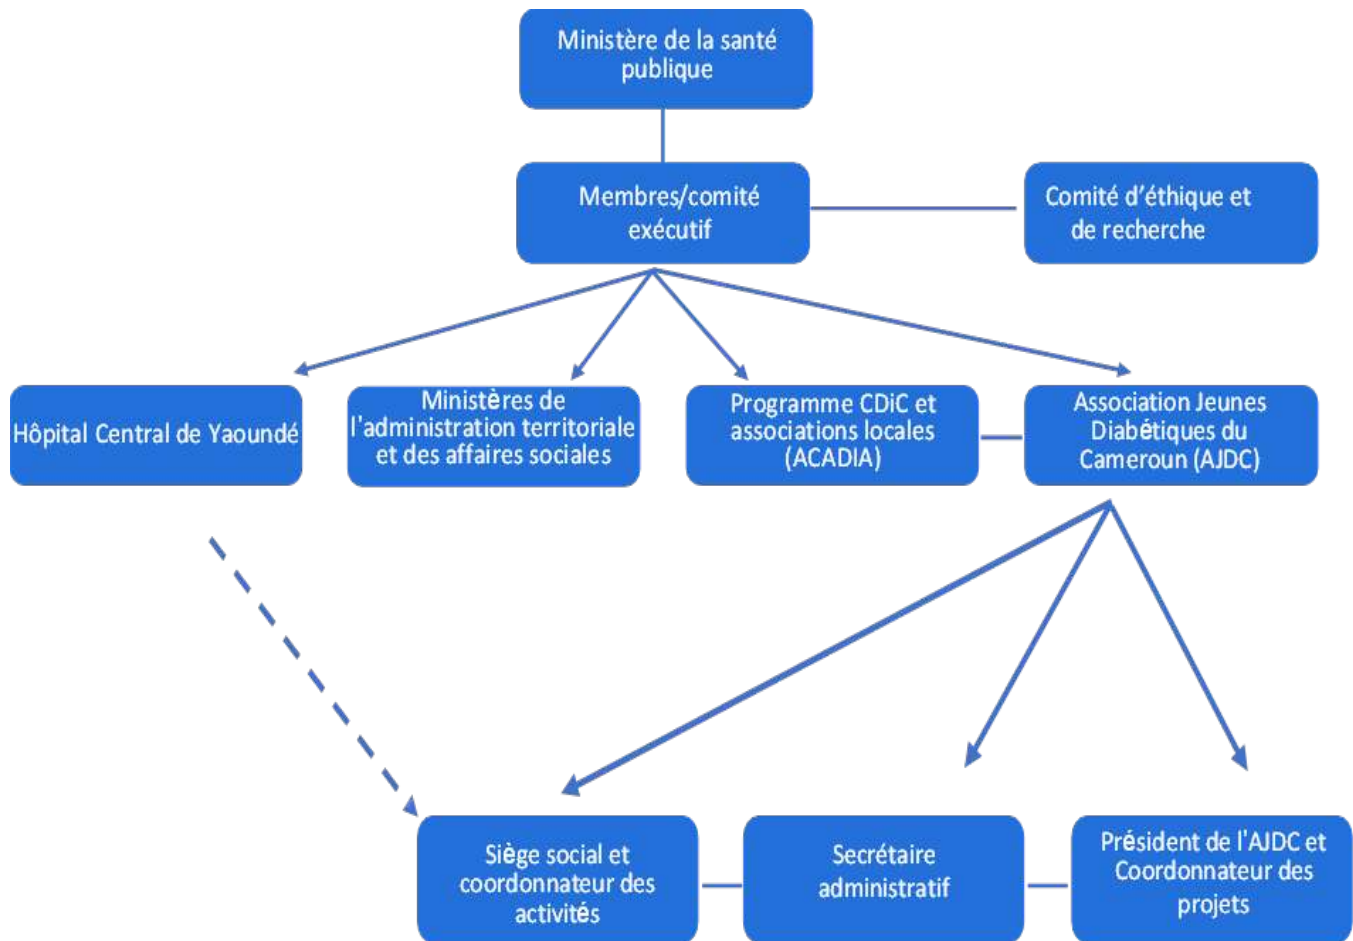 Ministère de la santé
publique
Membres/comité
exécutif
Comité d'éthique et
de recherche
Hôpital Central de Yaoundé
Ministères de
l'administration territoriale
et des affaires sociales
Programme CDiC et
associations locales
(ACADIA)
Association Jeunes
Diabétiques du
Cameroun (AJDC)
Siège social et
coordonnateur des
activités
Secrétaire
administratif
Président de l'AJDC et
Coordonnateur des
projets